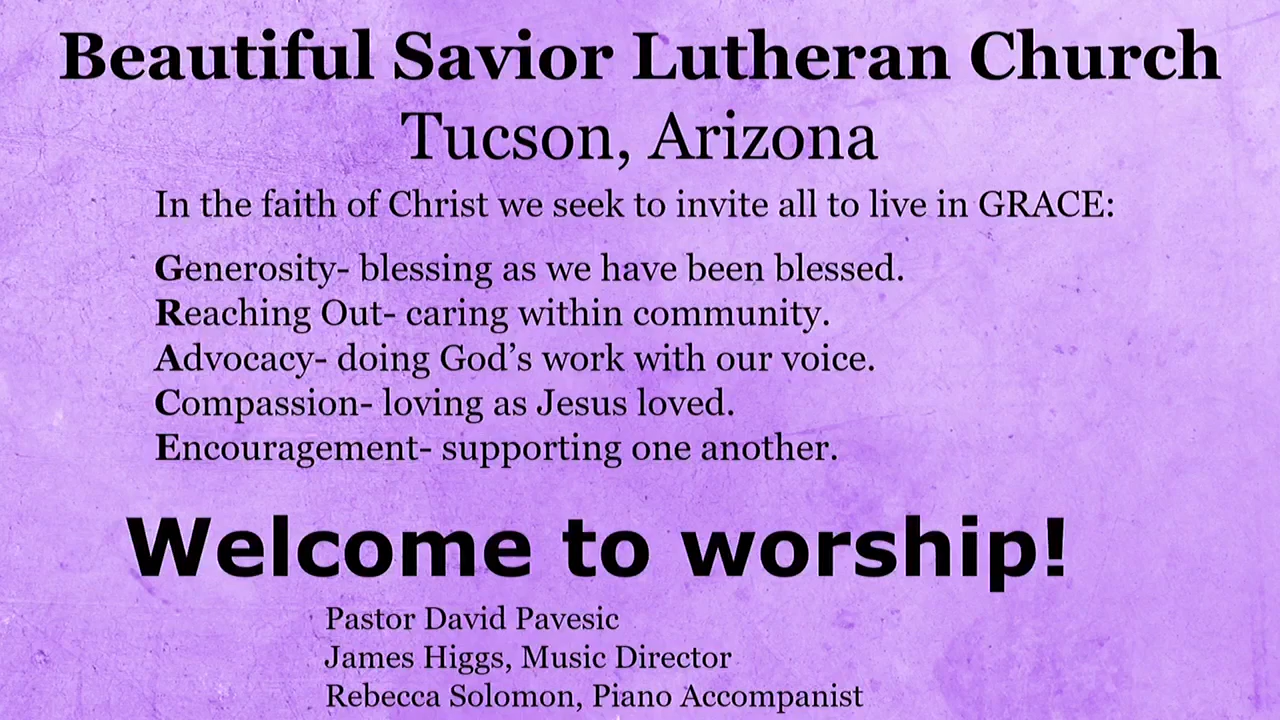 Beautiful Savior Lutheran Church
Tucson, Arizona
In the faith of Christ we seek to invite all to live in GRACE:
Generosity- blessing as we have been blessed.
Reaching Out- caring within community.
Advocacy- doing God’s work with our voice.
Compassion- loving as Jesus loved.
Encouragement- supporting one another.
Welcome to worship!
Pastor David Pavesic
James Higgs, Music Director
Rebecca Solomon, Piano Accompanist